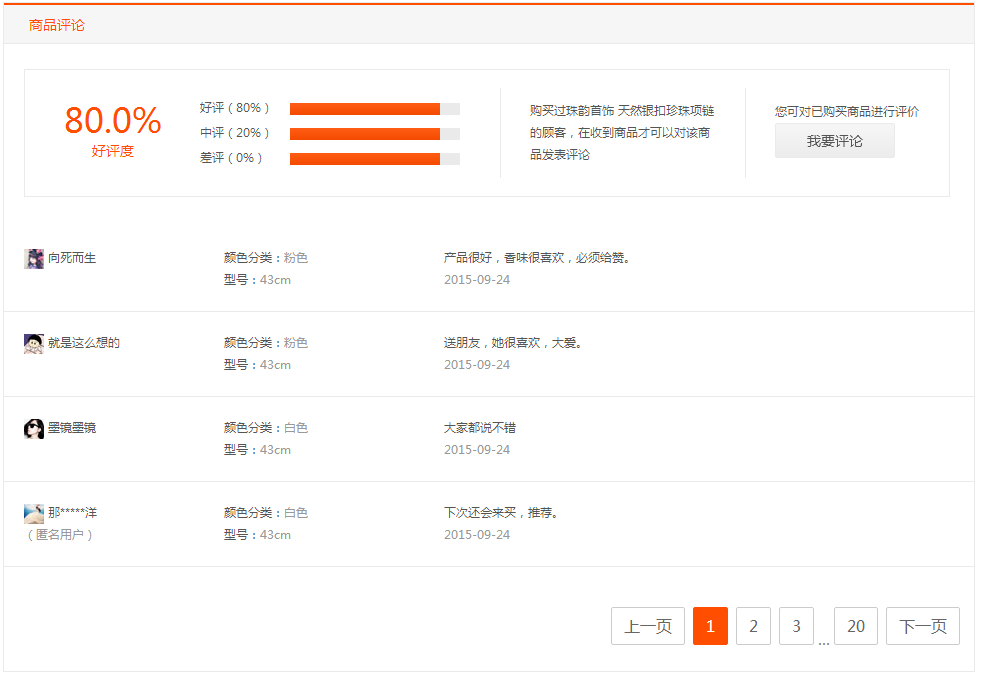 商品评论
80.0%
好评度
好评（80%）
中评（20%）
差评（0%）
购买过珠韵首饰 天然银扣珍珠项链
的顾客，在收到商品才可以对该商
品发表评论
您可对已购买商品进行评价
我要评论
向死而生
颜色分类：粉色
型号：43cm
产品很好，香味很喜欢，必须给赞。
2015-09-24
就是这么想的
颜色分类：粉色
型号：43cm
送朋友，她很喜欢，大爱。
2015-09-24
墨镜墨镜
颜色分类：白色
型号：43cm
大家都说不错
2015-09-24
那*****洋
（匿名用户）
颜色分类：白色
型号：43cm
下次还会来买，推荐。
2015-09-24
上一页 1 2 3 ... 20 下一页